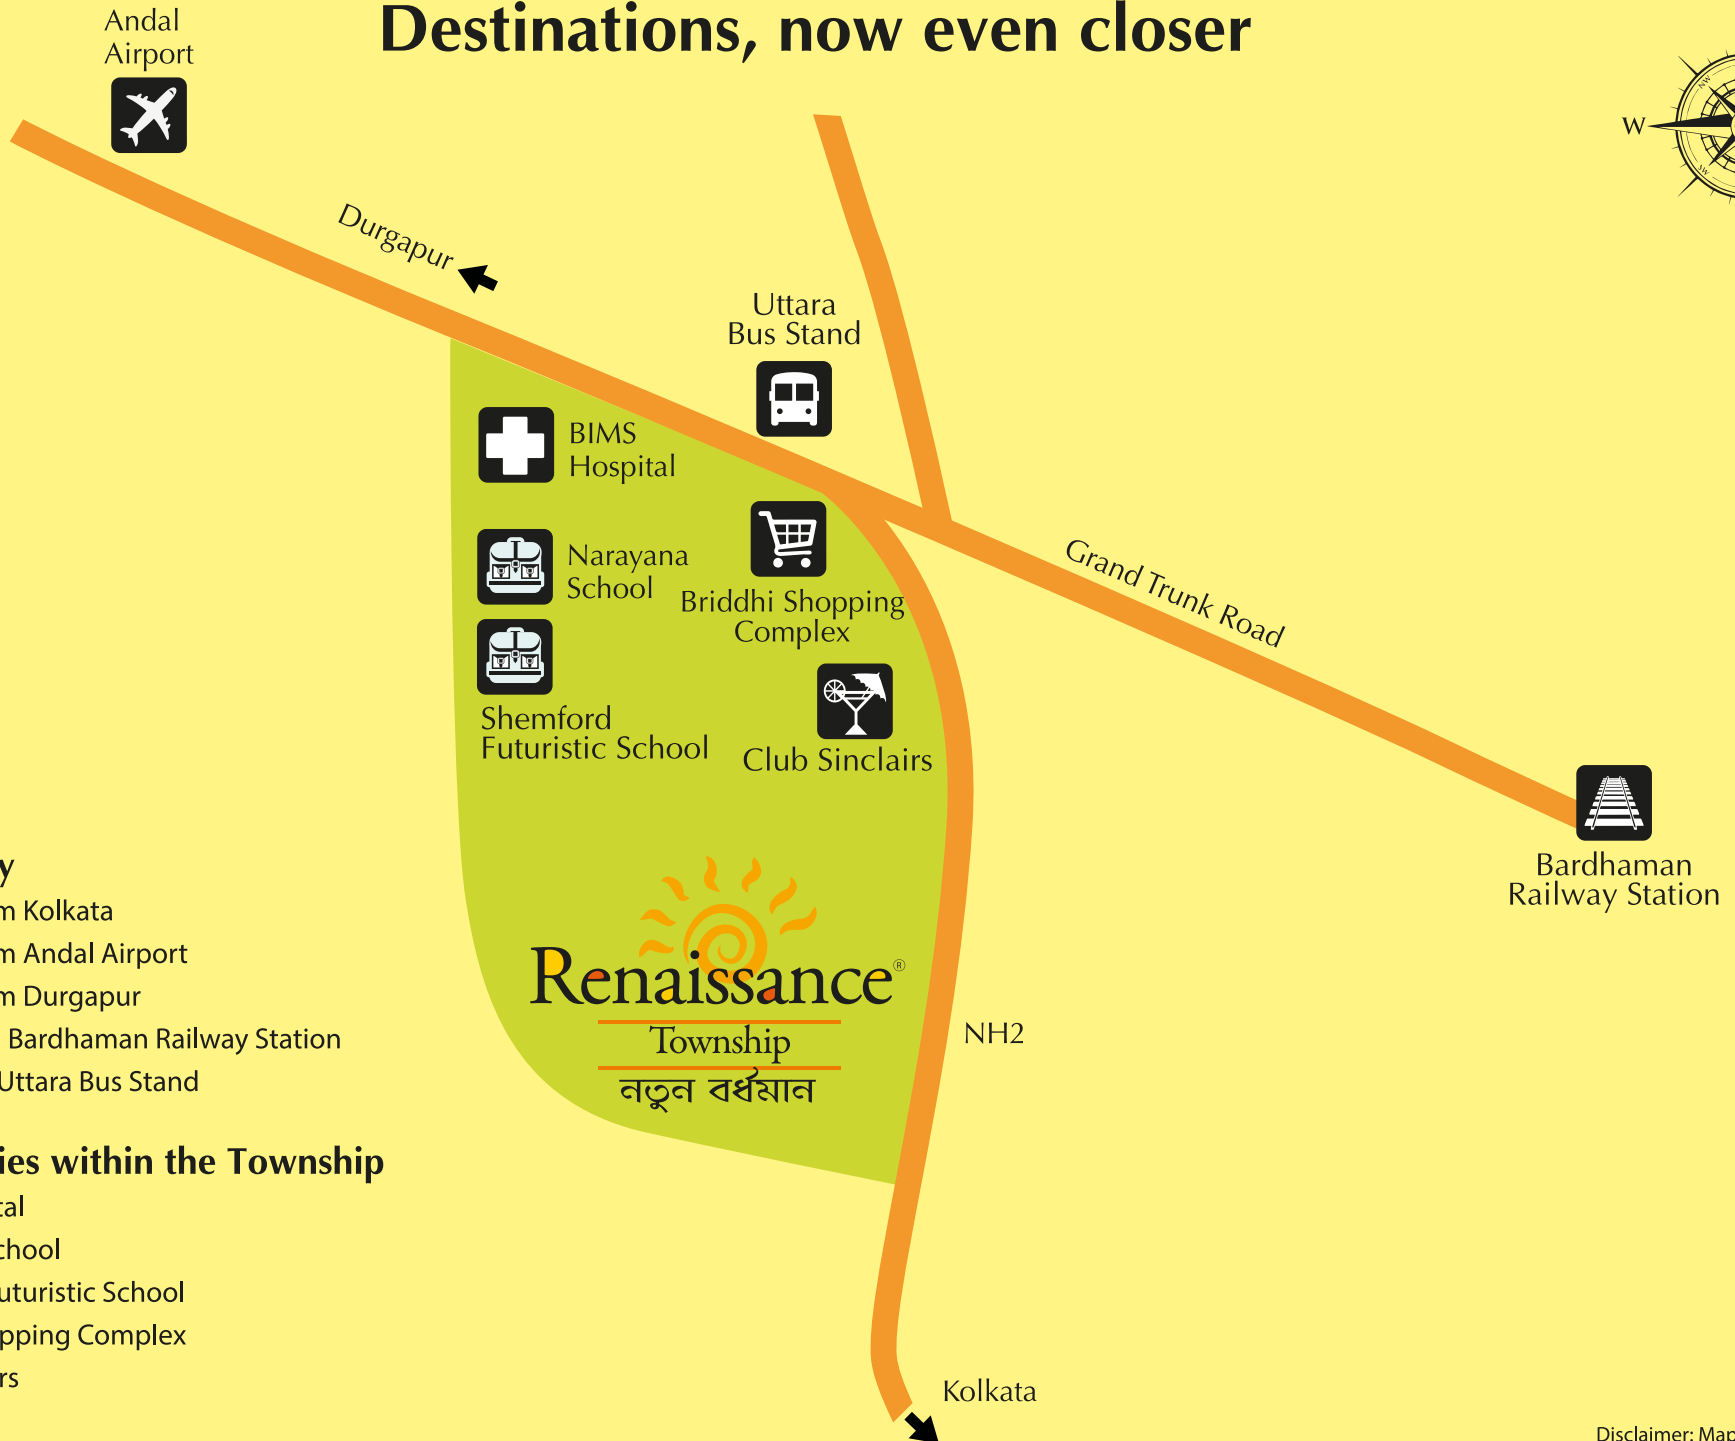 Destinations, now even closer
Andal
Airport
W
NW
SW
Durgapur
Uttara
Bus Stand
BIMS
Hospital
Narayana
School
Briddhi Shopping
Complex
Grand Trunk Road
Shemford
Futuristic School
Club Sinclairs
Bardhaman
Railway Station
Renaissance®
Township
নতুন বর্ধমান
NH2
Kolkata
y
m Kolkata
m Andal Airport
m Durgapur
Bardhaman Railway Station
Uttara Bus Stand
ies within the Township
tal
chool
uturistic School
pping Complex
rs
Disclaimer: Map